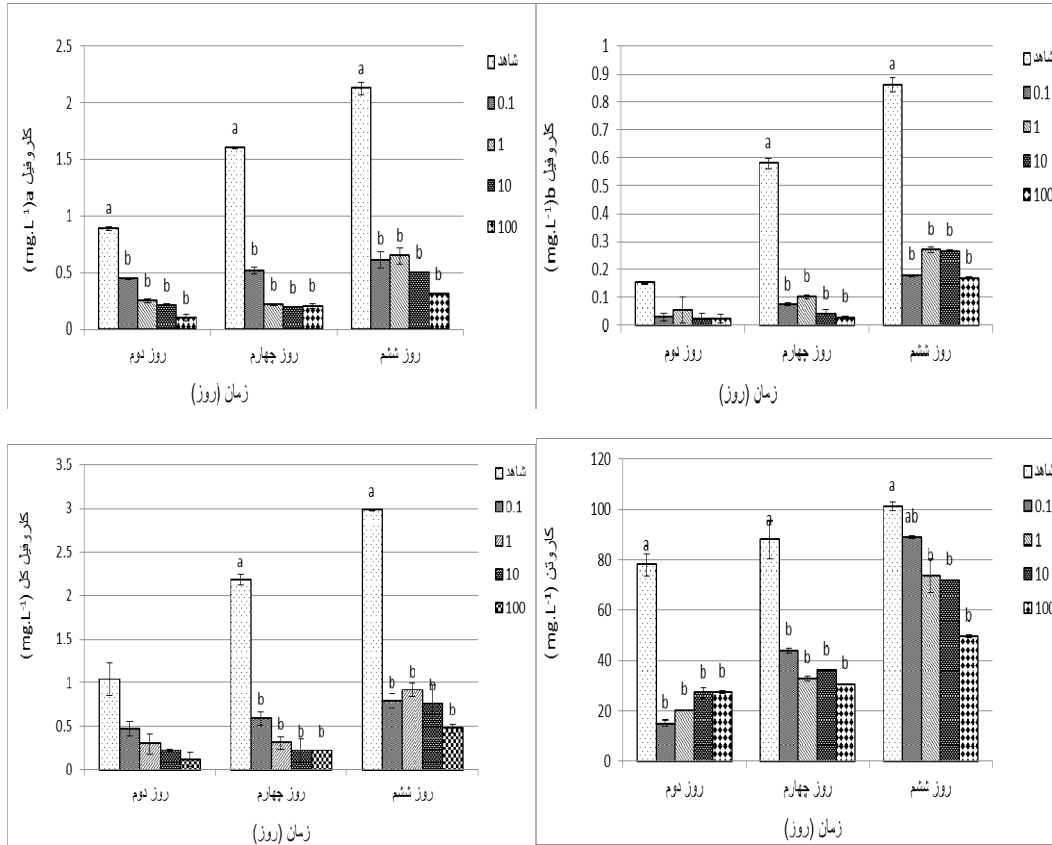 2.5
2
1.5
1
0.5
0
کلروفیل a(mg.L⁻¹)
a
b
b
b
b
a
b
b
b
b
a
b
b
b
b
روز دوم
روز چهارم
روز ششم
زمان (روز)
شاهد
0.1
1
10
100
1
0.9
0.8
0.7
0.6
0.5
0.4
0.3
0.2
0.1
0
کلروفیل b(mg.L⁻¹)
a
b
b
b
b
a
b
b
b
b
روز دوم
روز چهارم
روز ششم
زمان (روز)
شاهد
0.1
1
10
100
3.5
3
2.5
2
1.5
1
0.5
0
کلروفیل کل (mg.L⁻¹)
a
b
b
b
b
a
b
b
b
b
روز دوم
روز چهارم
روز ششم
زمان (روز)
شاهد
0.1
1
10
100
120
100
80
60
40
20
0
کاروتن (mg.L⁻¹)
a
b
b
b
b
a
b
b
b
b
a
ab
b
b
b
روز دوم
روز چهارم
روز ششم
زمان (روز)
شاهد
0.1
1
10
100